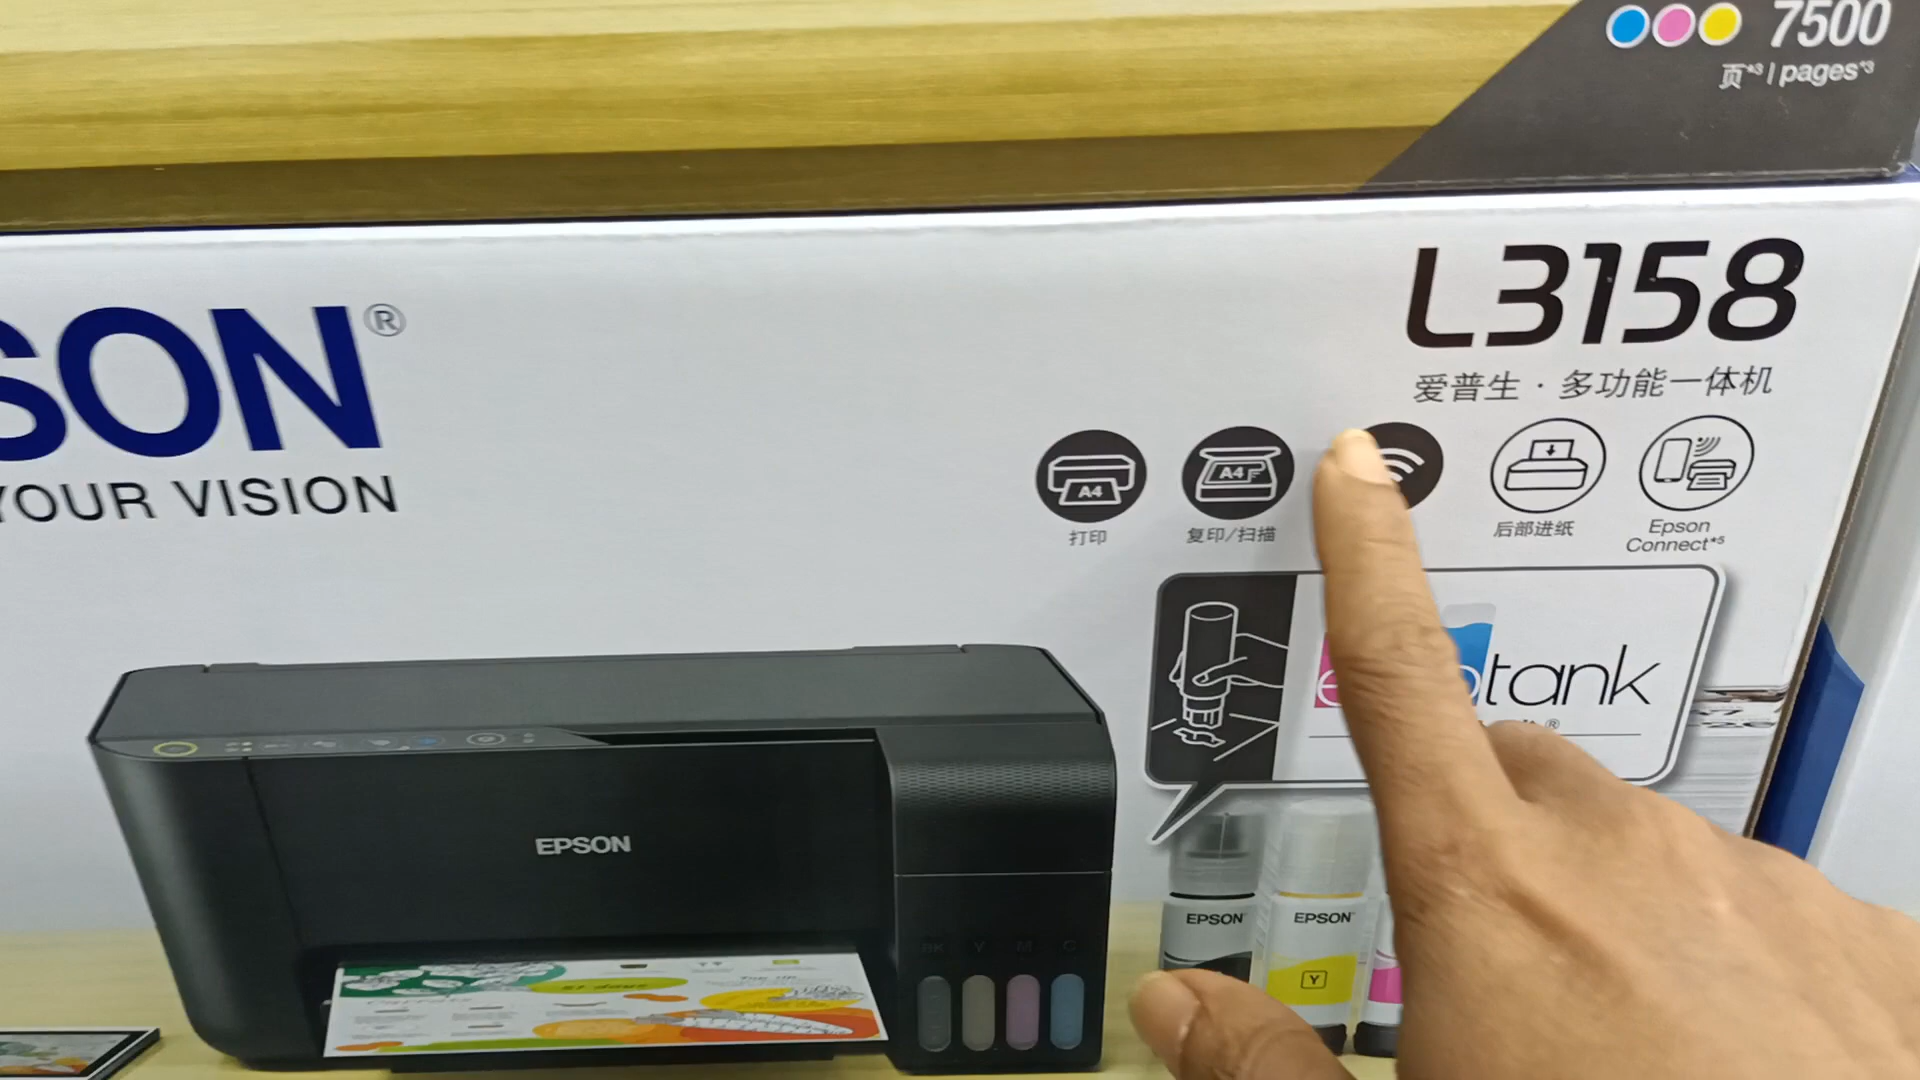 7500
页*3 | pages*3
L3158
爱普生·多功能一体机
SON®
YOUR VISION
A4
A4
打印
复印/扫描
后部进纸
Epson
Connect*5
tank
®
EPSON
BK Y M C
EPSON
EPSON
Y